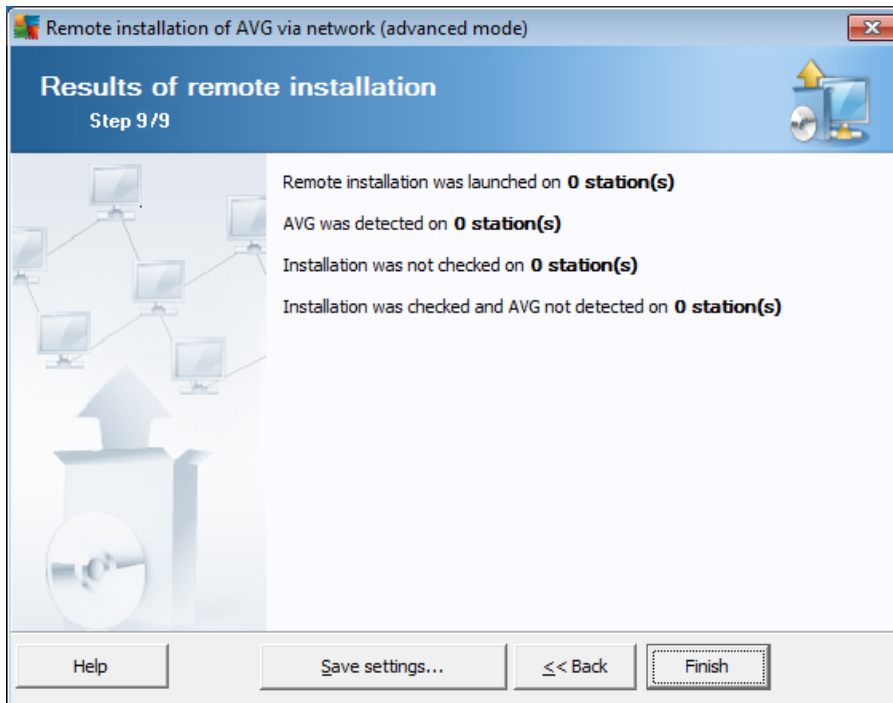 Remote installation of AVG via network (advanced mode)
Results of remote installation
Step 9/9
Remote installation was launched on 0 station(s)
AVG was detected on 0 station(s)
Installation was not checked on 0 station(s)
Installation was checked and AVG not detected on 0 station(s)
Help
Save settings...
<< Back
Finish